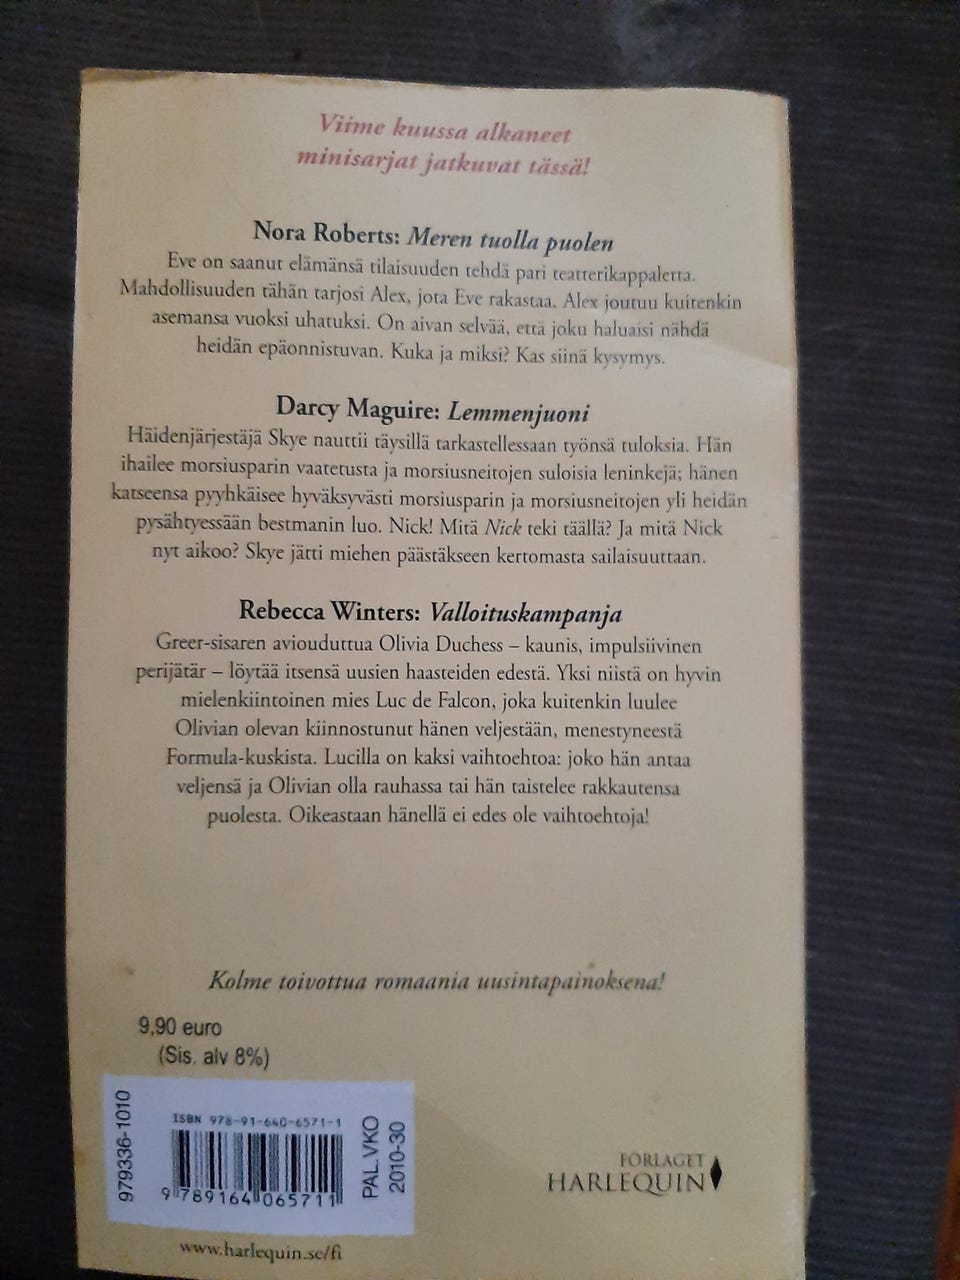 Viime kuussa alkaneet
minisarjat jatkuvat tässä!
Nora Roberts: Meren tuolla puolen
Eve on saanut elämänsä tilaisuuden tehdä pari teatterikappaletta.
Mahdollisuuden tähän tarjosi Alex, jota Eve rakastaa. Alex joutuu kuitenkin
asemansa vuoksi uhatuksi. On aivan selvää, että joku haluaisi nähdä
heidän epäonnistuvan. Kuka ja miksi? Kas siinä kysymys.
Darcy Maguire: Lemmenjuoni
Häidenjärjestäjä Skye nauttii täysillä tarkastellessaan työnsä tuloksia. Hän
ihailee morsiusparin vaatetusta ja morsiusneitojen suloisia leninkejä; hänen
katseensa pyyhkäisee hyväksyvästi morsiusparin ja morsiusneitojen yli heidän
pysähtyessään bestmanin luo. Nick! Mitä Nick teki täällä? Ja mitä Nick
nyt aikoo? Skye jätti miehen päästäkseen kertomasta sailaisuuttaan.
Rebecca Winters: Valloituskampanja
Greer-sisaren aviouduttua Olivia Duchess – kaunis, impulsiivinen
perijätär – löytää itsensä uusien haasteiden edestä. Yksi niistä on hyvin
mielenkiintoinen mies Luc de Falcon, joka kuitenkin luulee
Olivian olevan kiinnostunut hänen veljestään, menestyneestä
Formula-kuskista. Lucilla on kaksi vaihtoehtoa: joko hän antaa
veljensä ja Olivian olla rauhassa tai hän taistelee rakkautensa
puolesta. Oikeastaan hänellä ei edes ole vaihtoehtoja!
Kolme toivottua romaania uusintapainoksena!
9,90 euro
(Sis. alv 8%)
979336-1010
ISBN 978-91-640-6571-1
9 789164 065711
PAL.VKO
2010-30
FÖRLAGET
HARLEQUIN
www.harlequin.se/fi